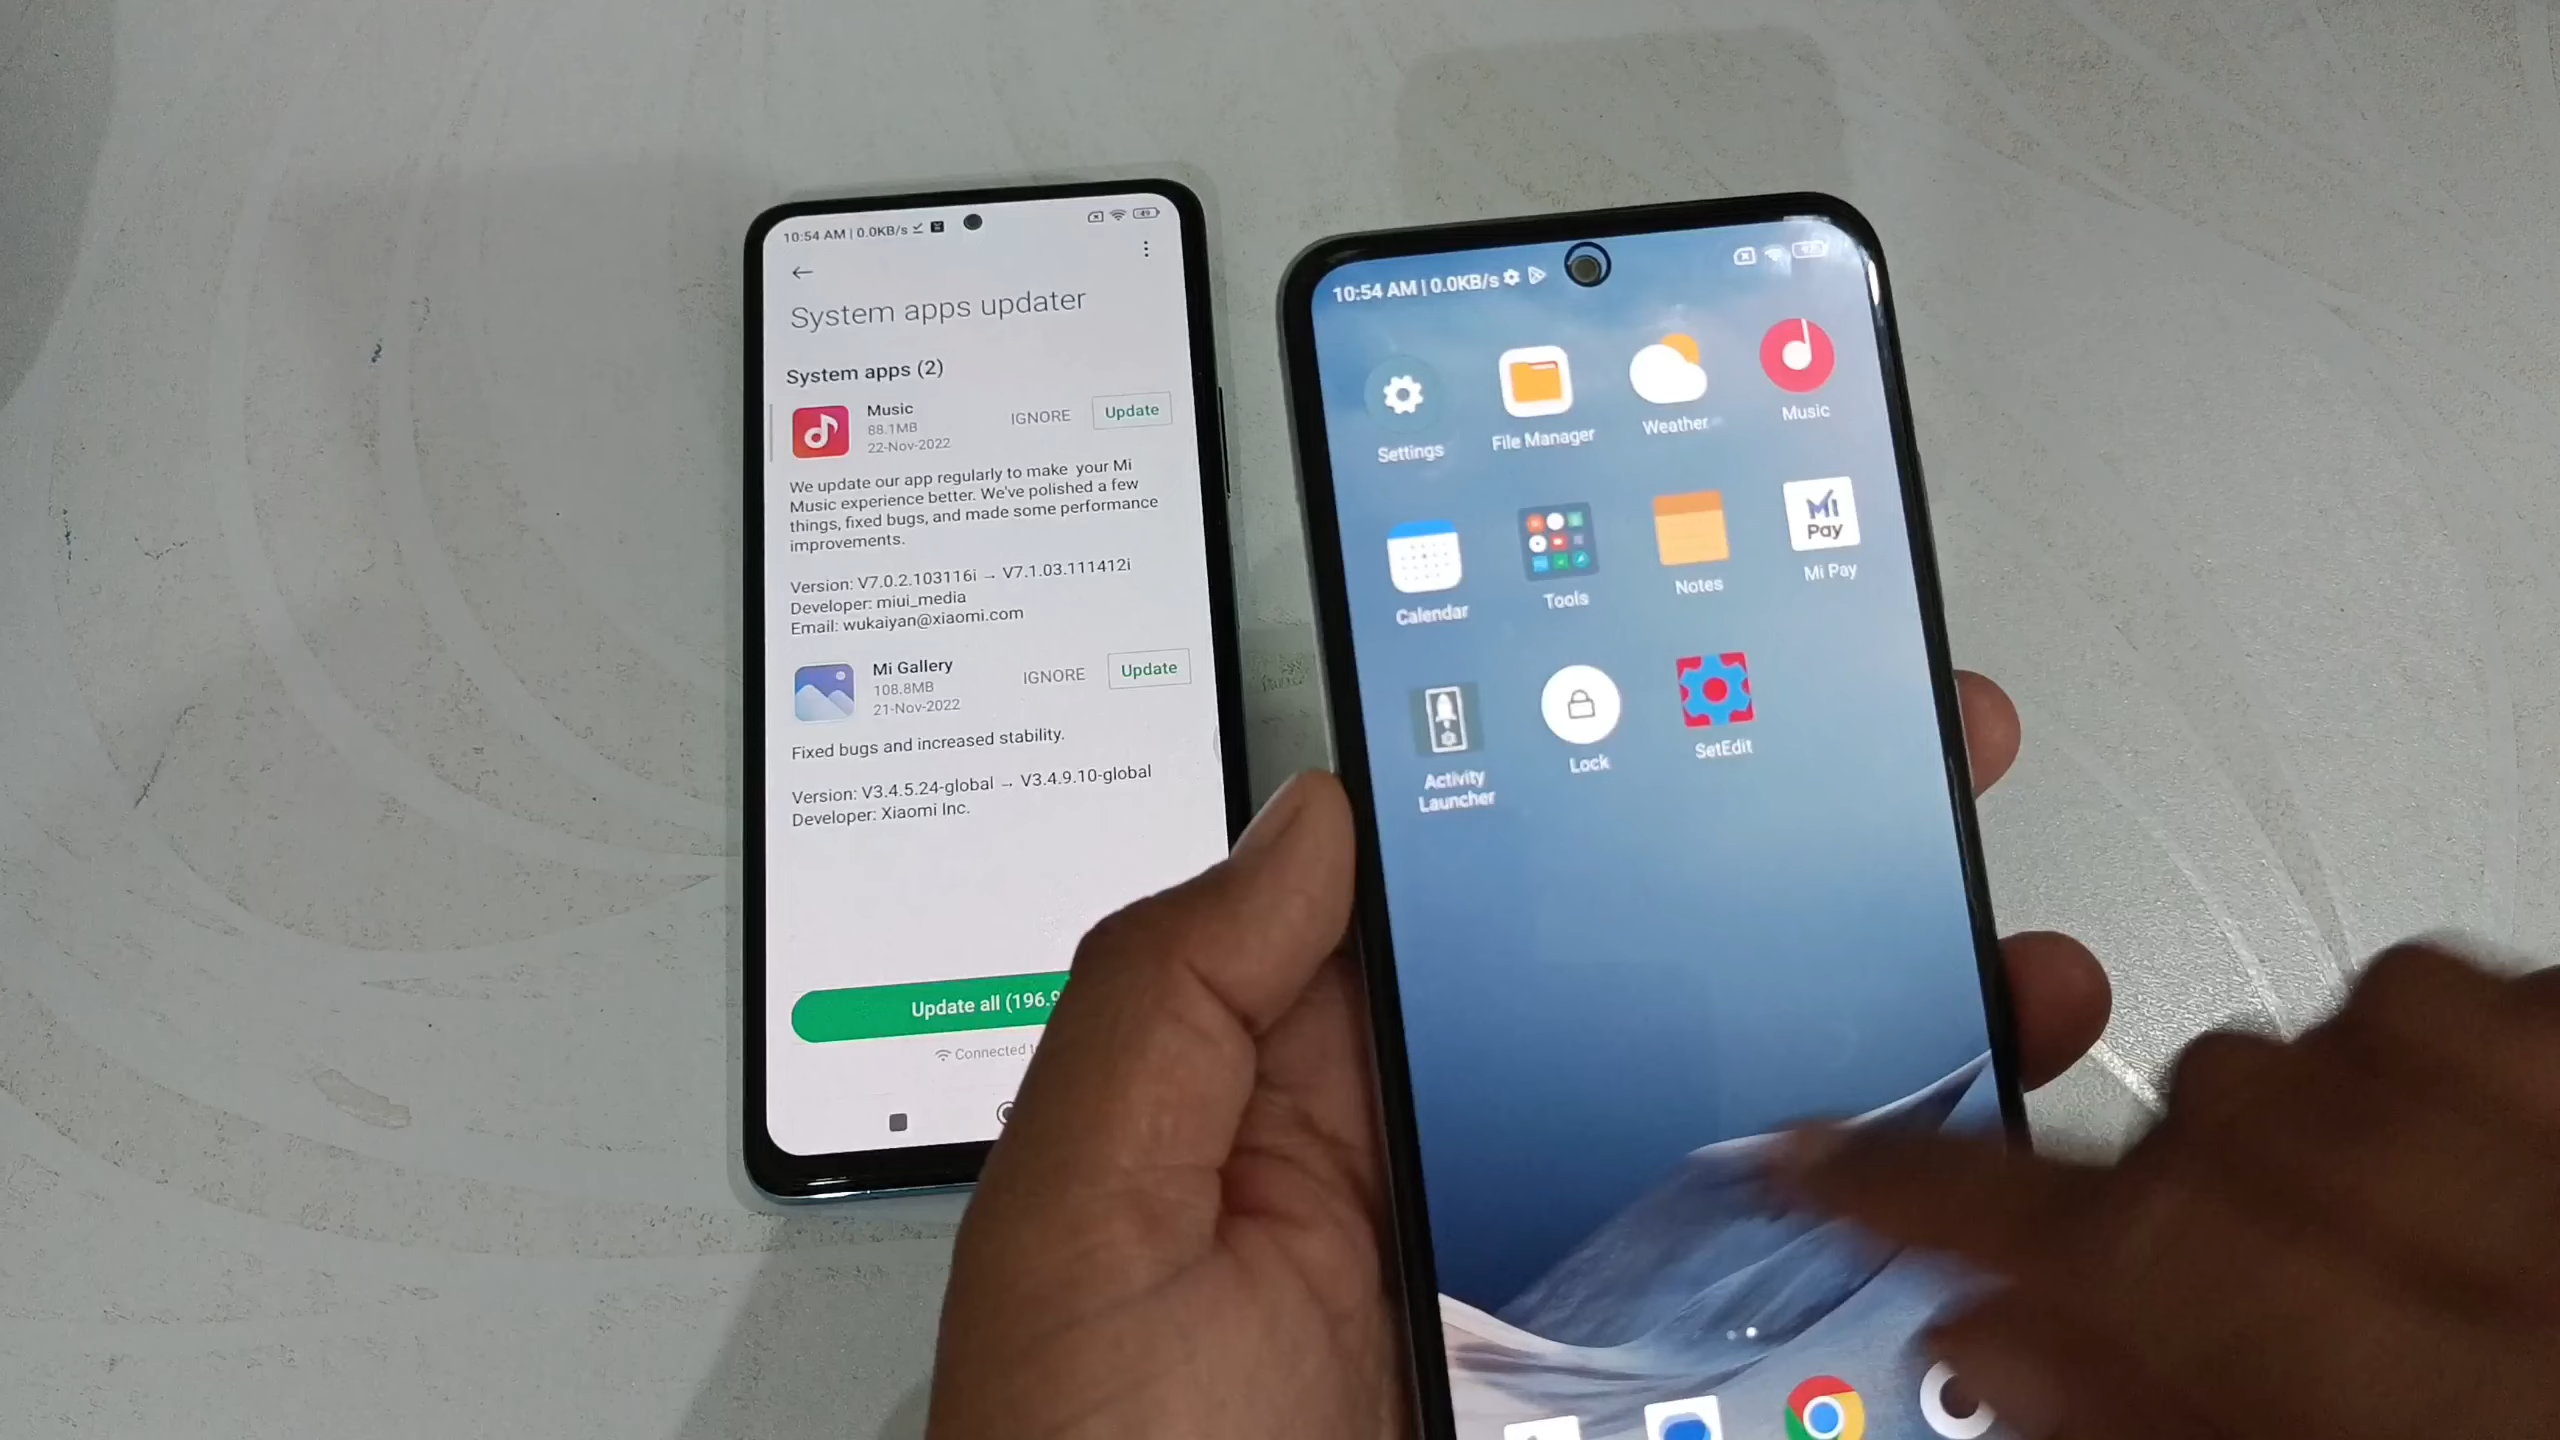 10:54 AM | 0.0KB/s
System apps updater
System apps (2)
Music
88.1MB
22-Nov-2022
IGNORE
Update
We update our app regularly to make your Mi
Music experience better. We've polished a few
things, fixed bugs, and made some performance
improvements.
Version: V7.0.2.103116i → V7.1.03.111412i
Developer: miui_media
Email: wukaiyan@xiaomi.com
Mi Gallery
108.8MB
21-Nov-2022
IGNORE
Update
Fixed bugs and increased stability.
Version: V3.4.5.24-global → V3.4.9.10-global
Developer: Xiaomi Inc.
Update all (196.9
Connected
10:54 AM | 0.0KB/s
Settings
File Manager
Weather
Music
Calendar
Tools
Notes
Mi
Pay
Mi Pay
Activity
Launcher
Lock
SetEdit